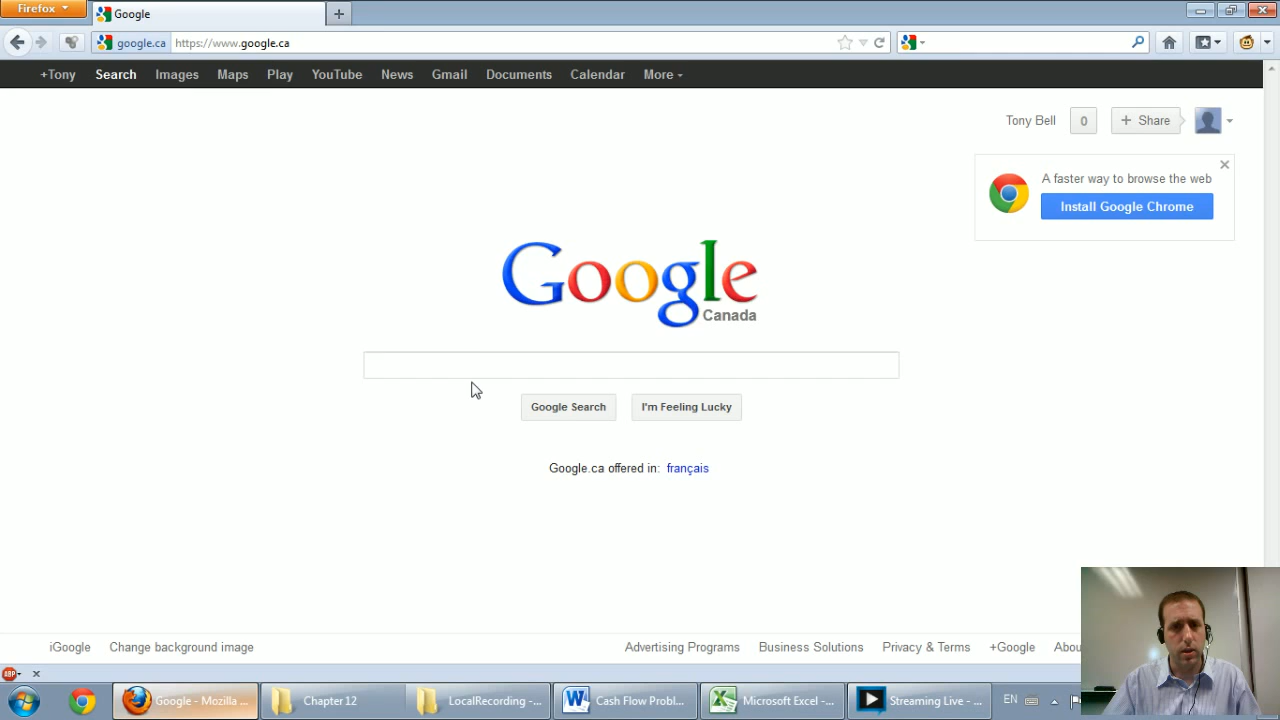 Firefox
Google
google.ca https://www.google.ca
+Tony Search Images Maps Play YouTube News Gmail Documents Calendar More
Tony Bell 0 + Share
A faster way to browse the web
Install Google Chrome
Google
Canada
Google Search I'm Feeling Lucky
Google.ca offered in: français
iGoogle Change background image Advertising Programs Business Solutions Privacy & Terms +Google Abou
ABP
Google - Mozilla ... Chapter 12 LocalRecording -... Cash Flow Probl... Microsoft Excel -... Streaming Live -... EN